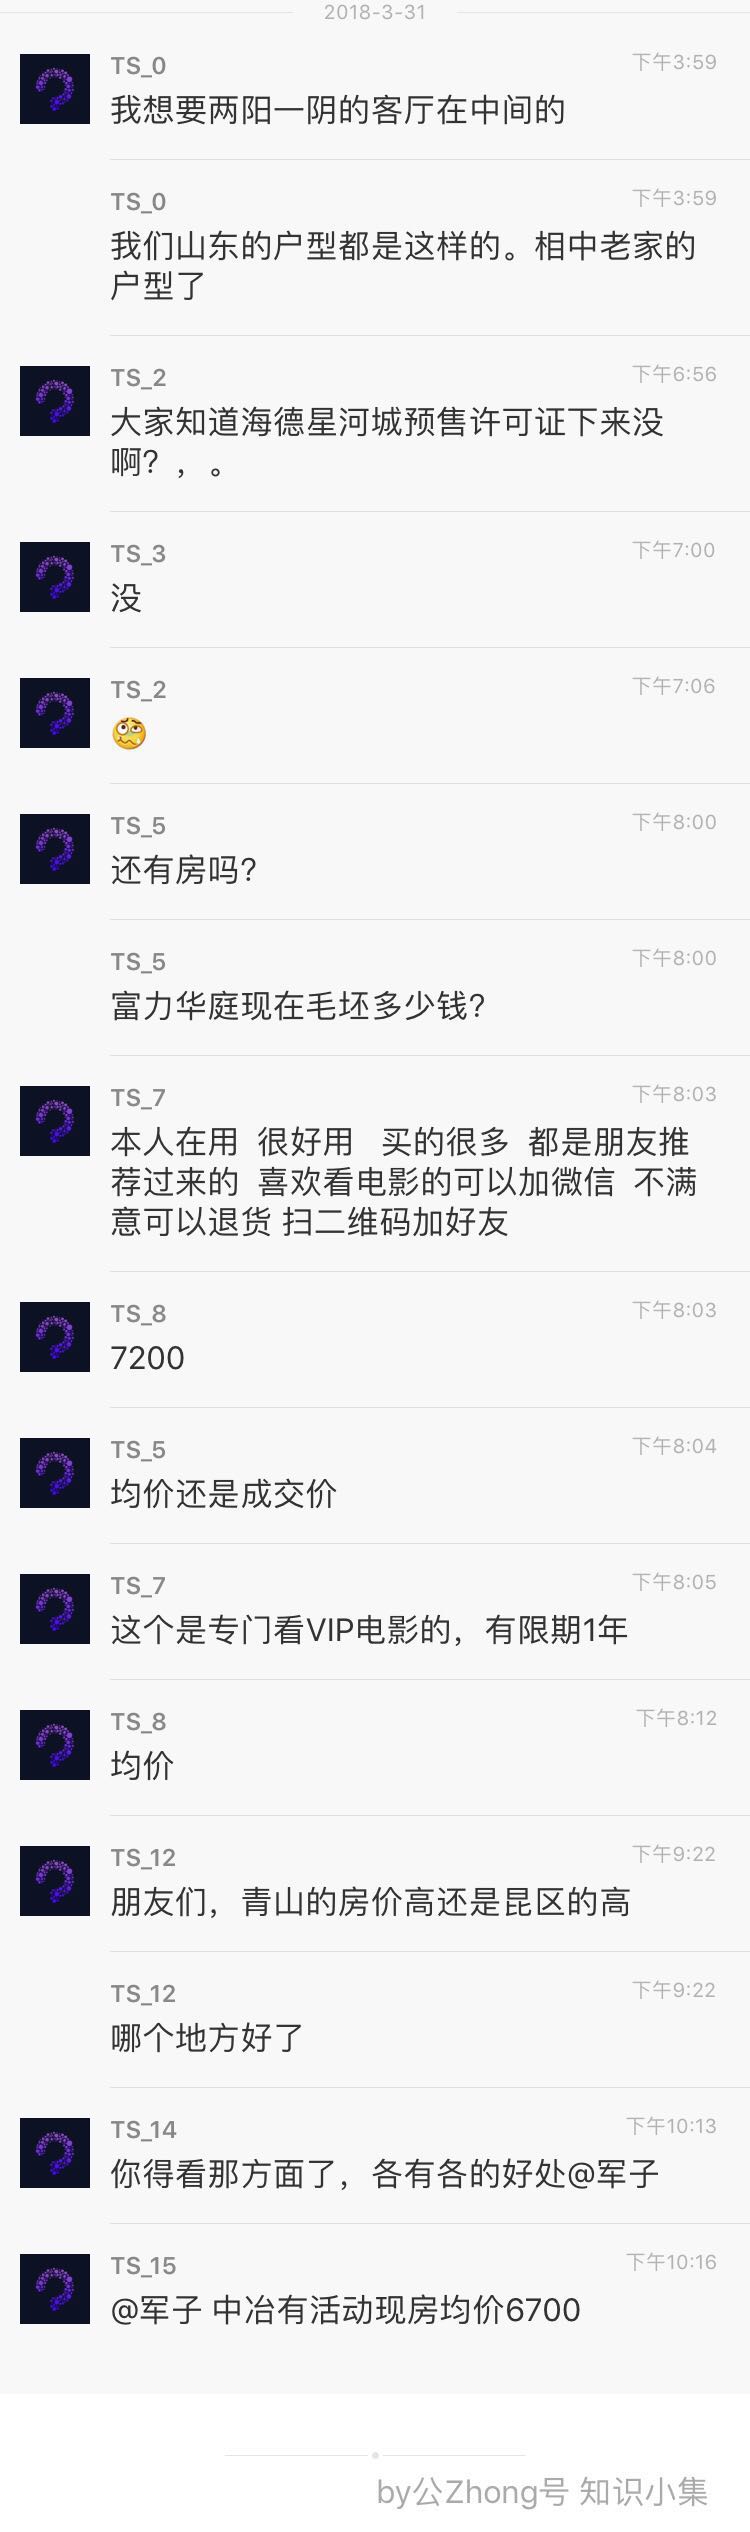 2018-3-31
TS_0 下午3:59
我想要两阳一阴的客厅在中间的
TS_0 下午3:59
我们山东的户型都是这样的。相中老家的
户型了
TS_2 下午6:56
大家知道海德星河城预售许可证下来没
啊？，。
TS_3 下午7:00
没
TS_2 下午7:06
TS_5 下午8:00
还有房吗?
TS_5 下午8:00
富力华庭现在毛坯多少钱?
TS_7 下午8:03
本人在用 很好用 买的很多 都是朋友推
荐过来的 喜欢看电影的可以加微信 不满
意可以退货 扫二维码加好友
TS_8 下午8:03
7200
TS_5 下午8:04
均价还是成交价
TS_7 下午8:05
这个是专门看VIP电影的，有限期1年
TS_8 下午8:12
均价
TS_12 下午9:22
朋友们，青山的房价高还是昆区的高
TS_12 下午9:22
哪个地方好了
TS_14 下午10:13
你得看那方面了，各有各的好处@军子
TS_15 下午10:16
@军子 中冶有活动现房均价6700
by公Zhong号 知识小集